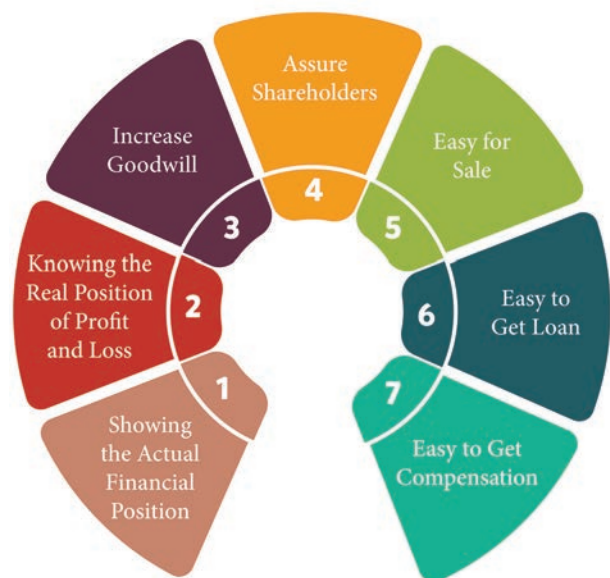 1
Showing
the Actual
Financial
Position
2
Knowing the
Real Position
of Profit
and Loss
3
Increase
Goodwill
4
Assure
Shareholders
5
Easy for
Sale
6
Easy to
Get Loan
7
Easy to Get
Compensation